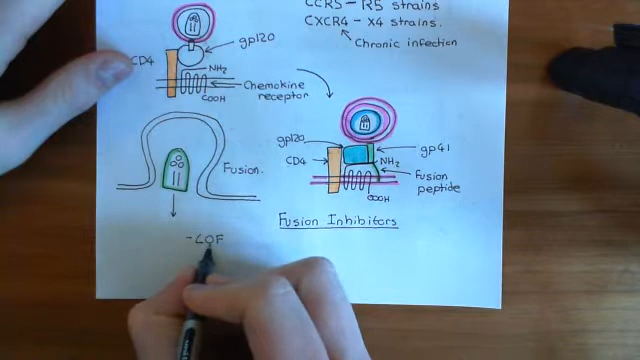 CCR5 - R5 strains
CXCR4 - X4 strains.
Chronic infection
gp120
CD4
NH2
Chemokine
receptor
COOH
gp120
gp41
CD4
NH2
Fusion
peptide
COOH
Fusion.
Fusion Inhibitors